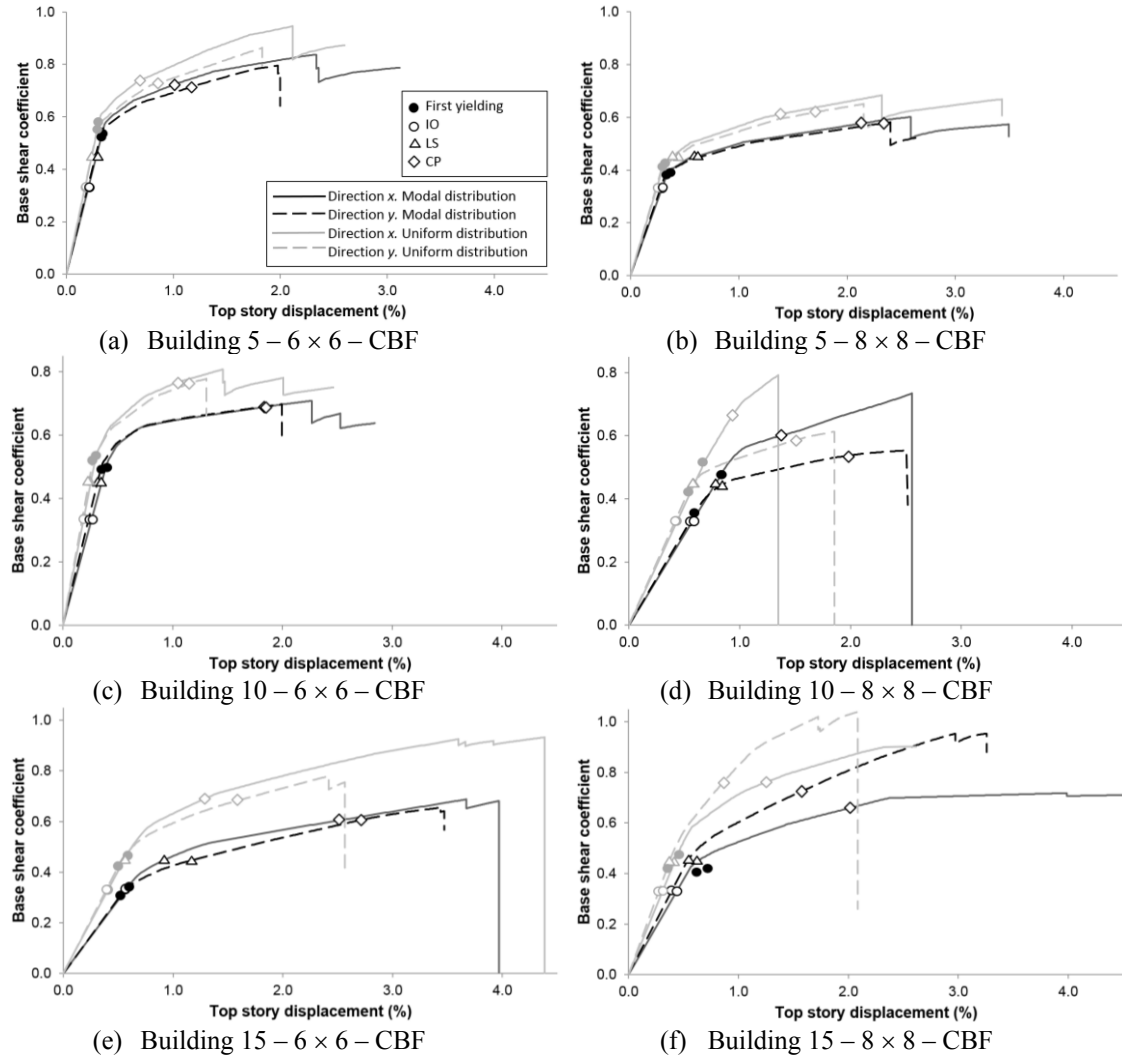 Base shear coefficient
1.0
0.8
0.6
0.4
0.2
0.0
0.0 1.0 2.0 3.0 4.0
Top story displacement (%)
First yielding
IO
LS
CP
Direction x. Modal distribution
Direction y. Modal distribution
Direction x. Uniform distribution
Direction y. Uniform distribution
(a) Building 5 – 6 × 6 – CBF
Base shear coefficient
1.0
0.8
0.6
0.4
0.2
0.0
0.0 1.0 2.0 3.0 4.0
Top story displacement (%)
(b) Building 5 – 8 × 8 – CBF
Base shear coefficient
0.8
0.6
0.4
0.2
0.0
0.0 1.0 2.0 3.0 4.0
Top story displacement (%)
(c) Building 10 – 6 × 6 – CBF
Base shear coefficient
0.8
0.6
0.4
0.2
0.0
0.0 1.0 2.0 3.0 4.0
Top story displacement (%)
(d) Building 10 – 8 × 8 – CBF
Base shear coefficient
1.0
0.8
0.6
0.4
0.2
0.0
0.0 1.0 2.0 3.0 4.0
Top story displacement (%)
(e) Building 15 – 6 × 6 – CBF
Base shear coefficient
1.0
0.8
0.6
0.4
0.2
0.0
0.0 1.0 2.0 3.0 4.0
Top story displacement (%)
(f) Building 15 – 8 × 8 – CBF